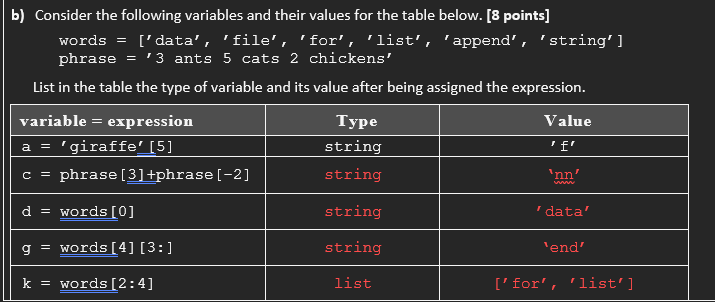 b) Consider the following variables and their values for the table below. [8 points]
words = ['data', 'file', 'for', 'list', 'append', 'string']
phrase = '3 ants 5 cats 2 chickens'
List in the table the type of variable and its value after being assigned the expression.
variable = expression Type Value
a = 'giraffe'[5] string 'f'
c = phrase[3]+phrase[-2] string 'nn'
d = words[0] string 'data'
g = words[4][3:] string 'end'
k = words[2:4] list ['for', 'list']